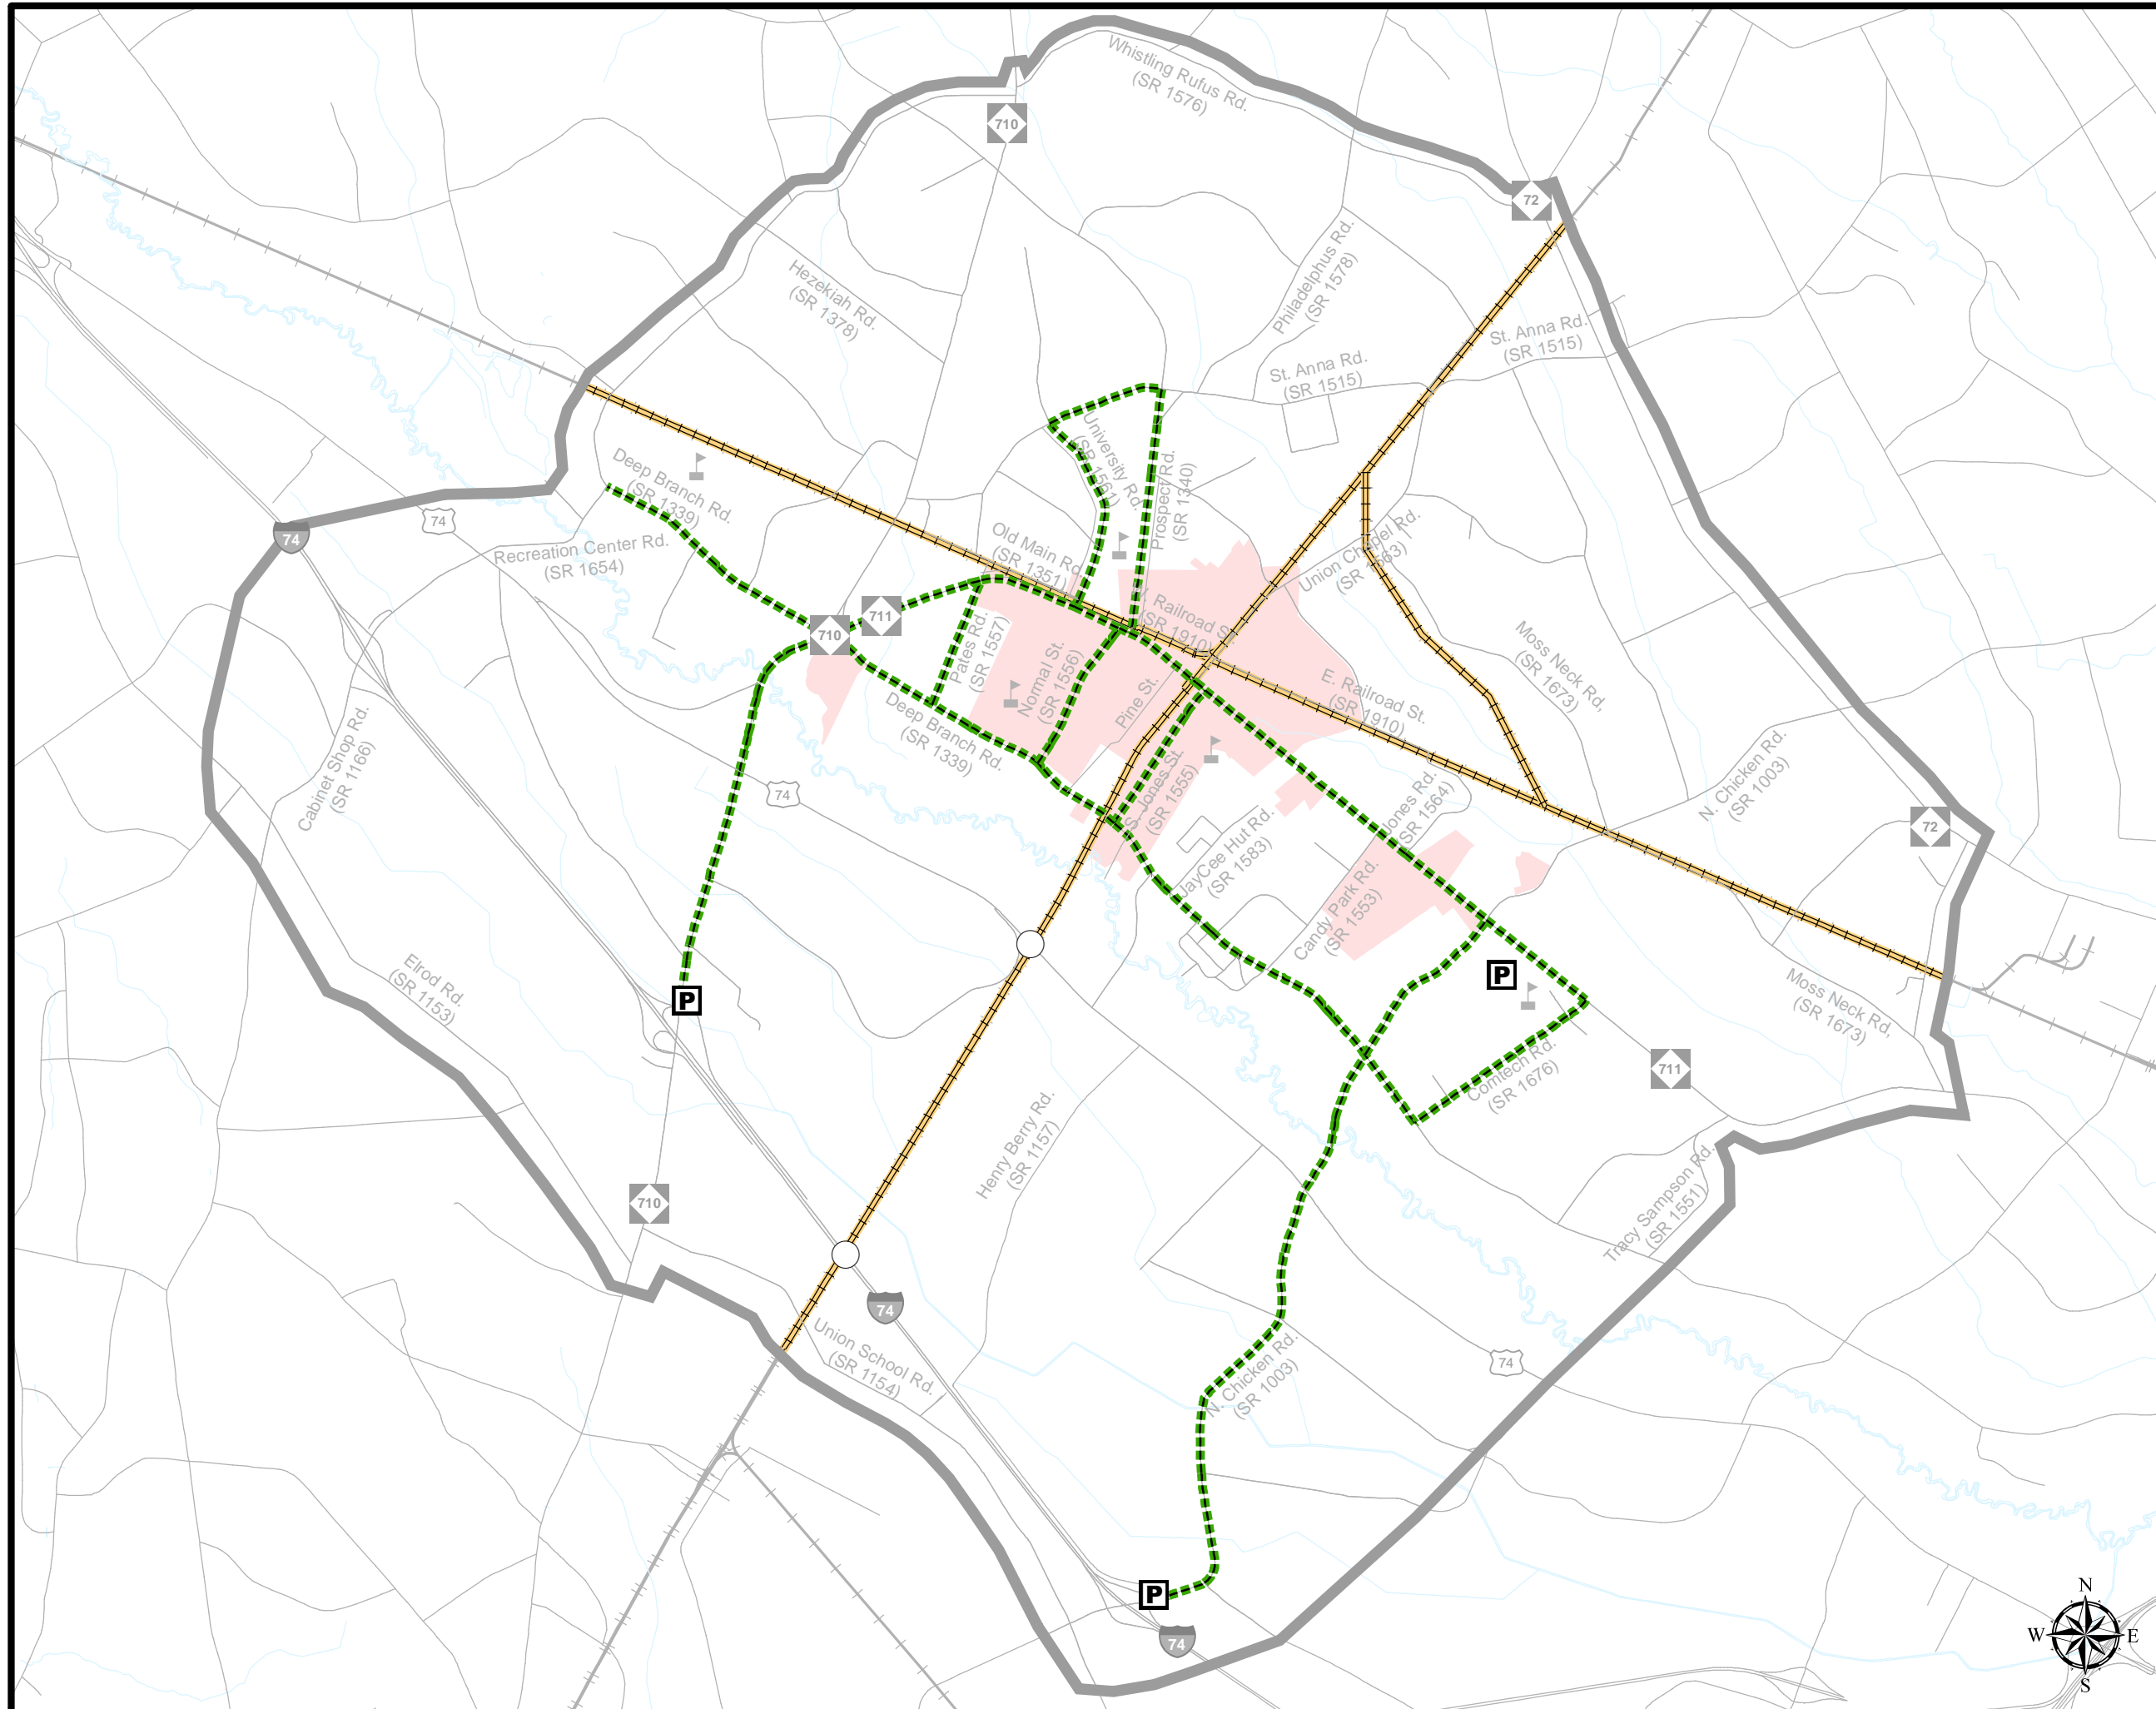 Whistling Rufus Rd.
(SR 1576)
710
72
Philadelphus Rd.
(SR 1578)
Hezekiah Rd.
(SR 1378)
St. Anna Rd.
(SR 1515)
St. Anna Rd.
(SR 1515)
University Rd.
(SR 1561)
Prospect Rd.
(SR 1340)
Deep Branch Rd.
(SR 1339)
74
74
Recreation Center Rd.
(SR 1654)
Old Main Rd.
(SR 1351)
Union Chapel Rd.
(SR 1563)
711
710
Railroad St.
(SR 1910)
Pates Rd.
(SR 1557)
Normal St.
(SR 1556)
Pine St.
Moss Neck Rd,
(SR 1673)
E. Railroad St.
(SR 1910)
Deep Branch Rd.
(SR 1339)
Cabinet Shop Rd.
(SR 1166)
74
S. Jones St.
(SR 1555)
Jones Rd.
(SR 1564)
N. Chicken Rd.
(SR 1003)
72
JayCee Hut Rd.
(SR 1583)
Candy Park Rd.
(SR 1553)
Elrod Rd.
(SR 1153)
P
P
Moss Neck Rd,
(SR 1673)
Comtech Rd.
(SR 1676)
711
Henry Berry Rd.
(SR 1157)
Tracy Sampson Rd.
(SR 1551)
710
74
Union School Rd.
(SR 1154)
N. Chicken Rd.
(SR 1003)
74
P
74
N
W
E
S